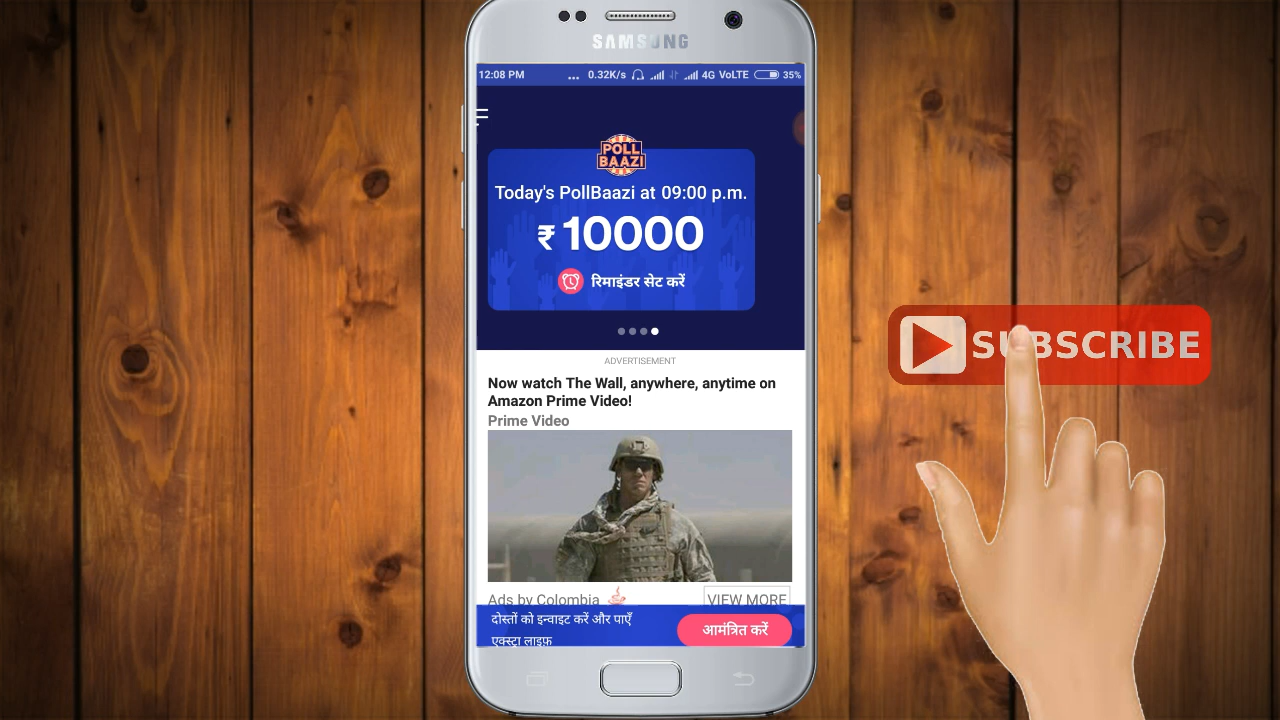 SAMSUNG
12:08 PM ... 0.32K/s 4G VoLTE 35%
POLL
BAAZI
Today's PollBaazi at 09:00 p.m.
₹10000
रिमाइंडर सेट करें
ADVERTISEMENT
Now watch The Wall, anywhere, anytime on
Amazon Prime Video!
Prime Video
Ads by Colombia
VIEW MORE
दोस्तों को इन्वाइट करें और पाएँ
एक्स्ट्रा लाइफ़
आमंत्रित करें
SUBSCRIBE